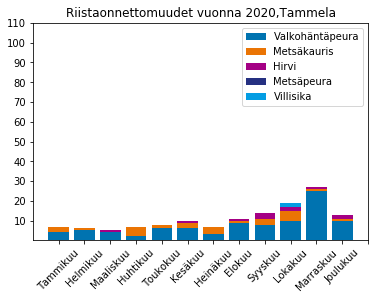 Riistaonnettomuudet vuonna 2020,Tammela
110
100
90
80
70
60
50
40
30
20
10
Valkohäntäpeura
Metsäkauris
Hirvi
Metsäpeura
Villisika
Tammikuu
Helmikuu
Maaliskuu
Huhtikuu
Toukokuu
Kesäkuu
Heinäkuu
Elokuu
Syyskuu
Lokakuu
Marraskuu
Joulukuu